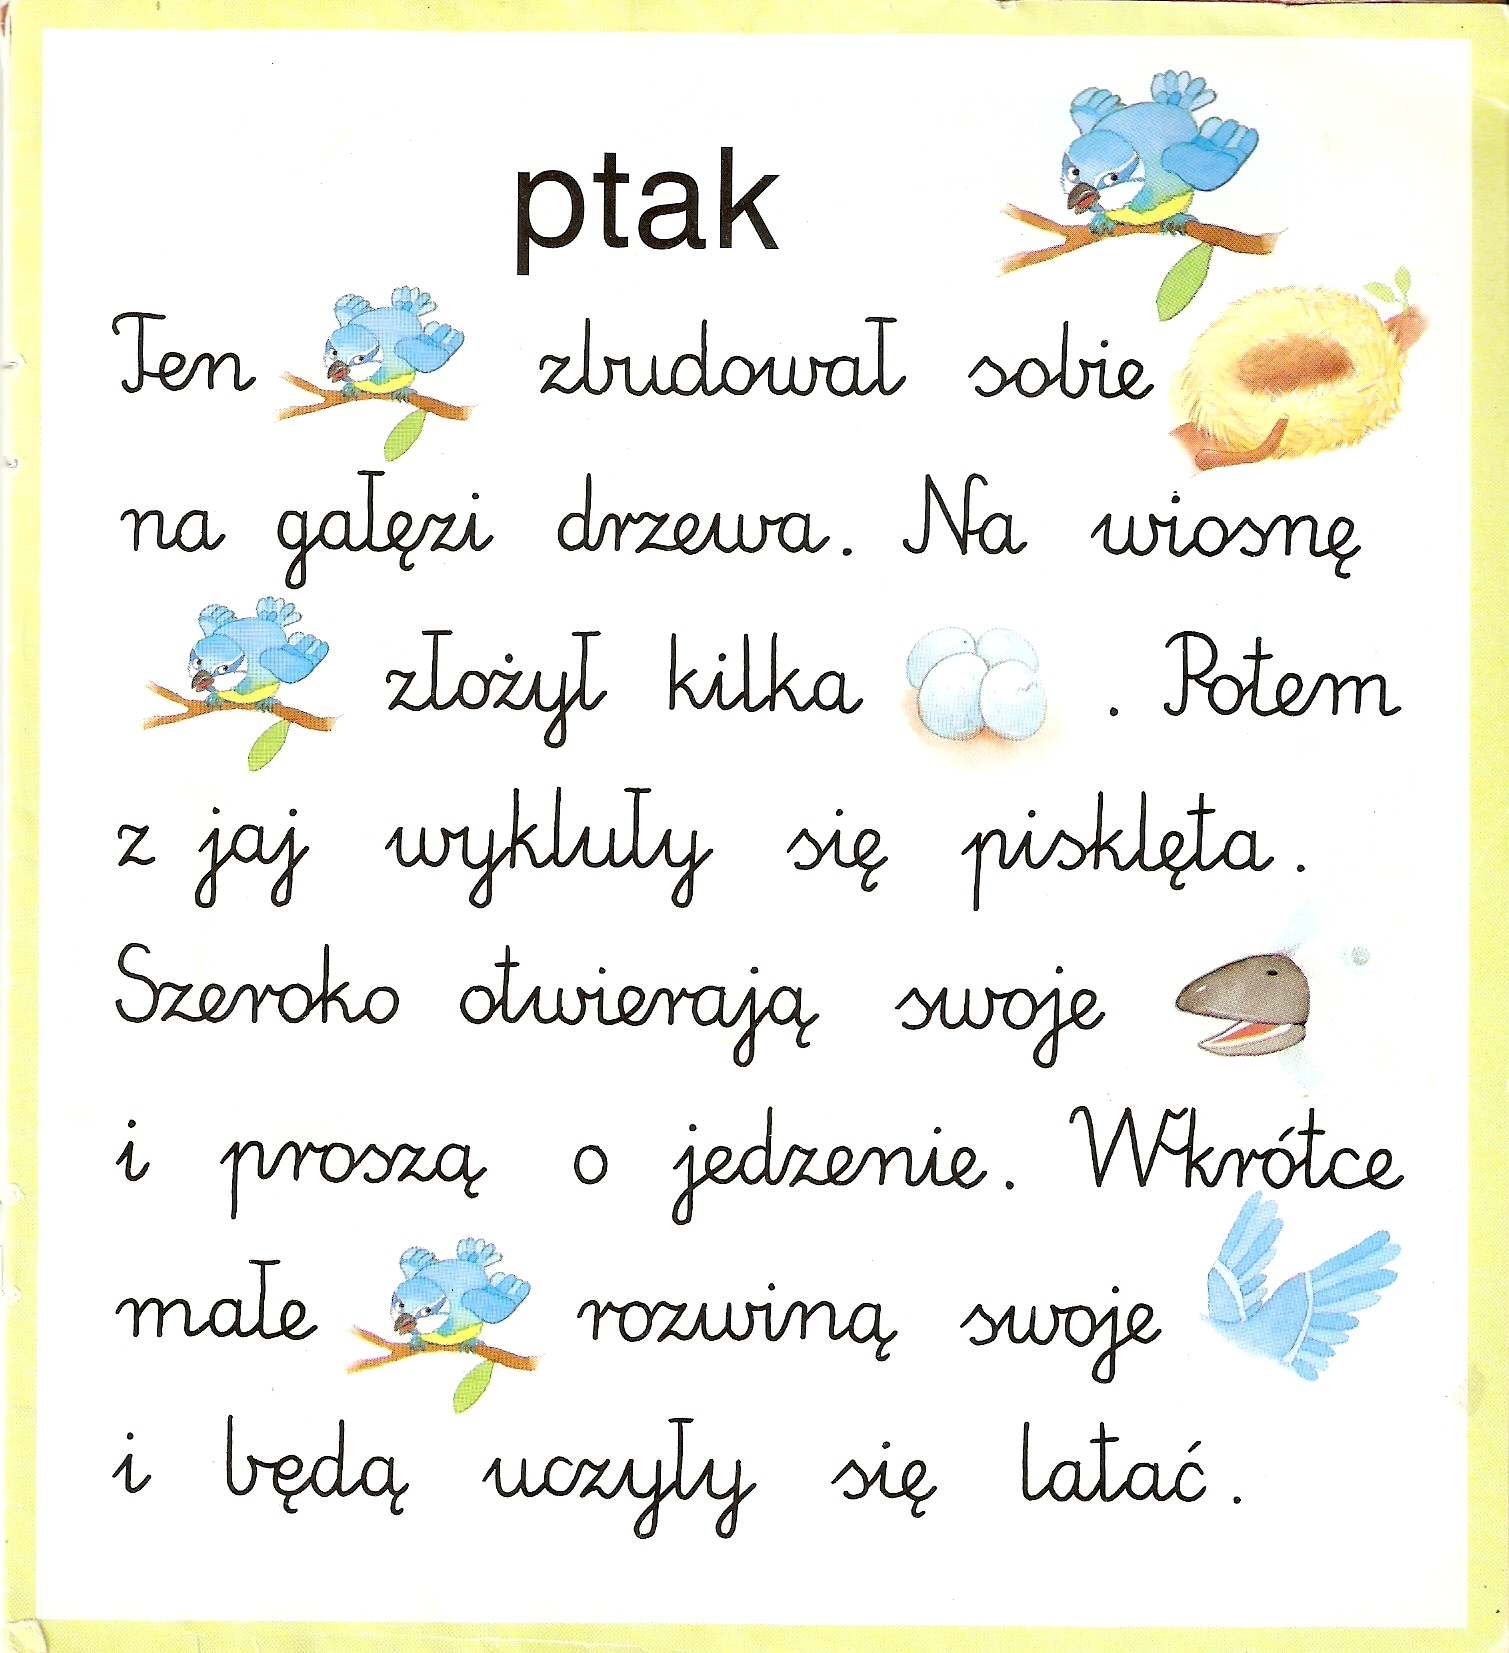 ptak
Ten zbudował sobie
na gałęzi drzewa. Na wiosnę
złożył kilka . Potem
z jaj wykluły się pisklęta.
Szeroko otwierają swoje
i proszą o jedzenie. Wkrótce
małe rozwiną swoje
i będą uczyły się latać.